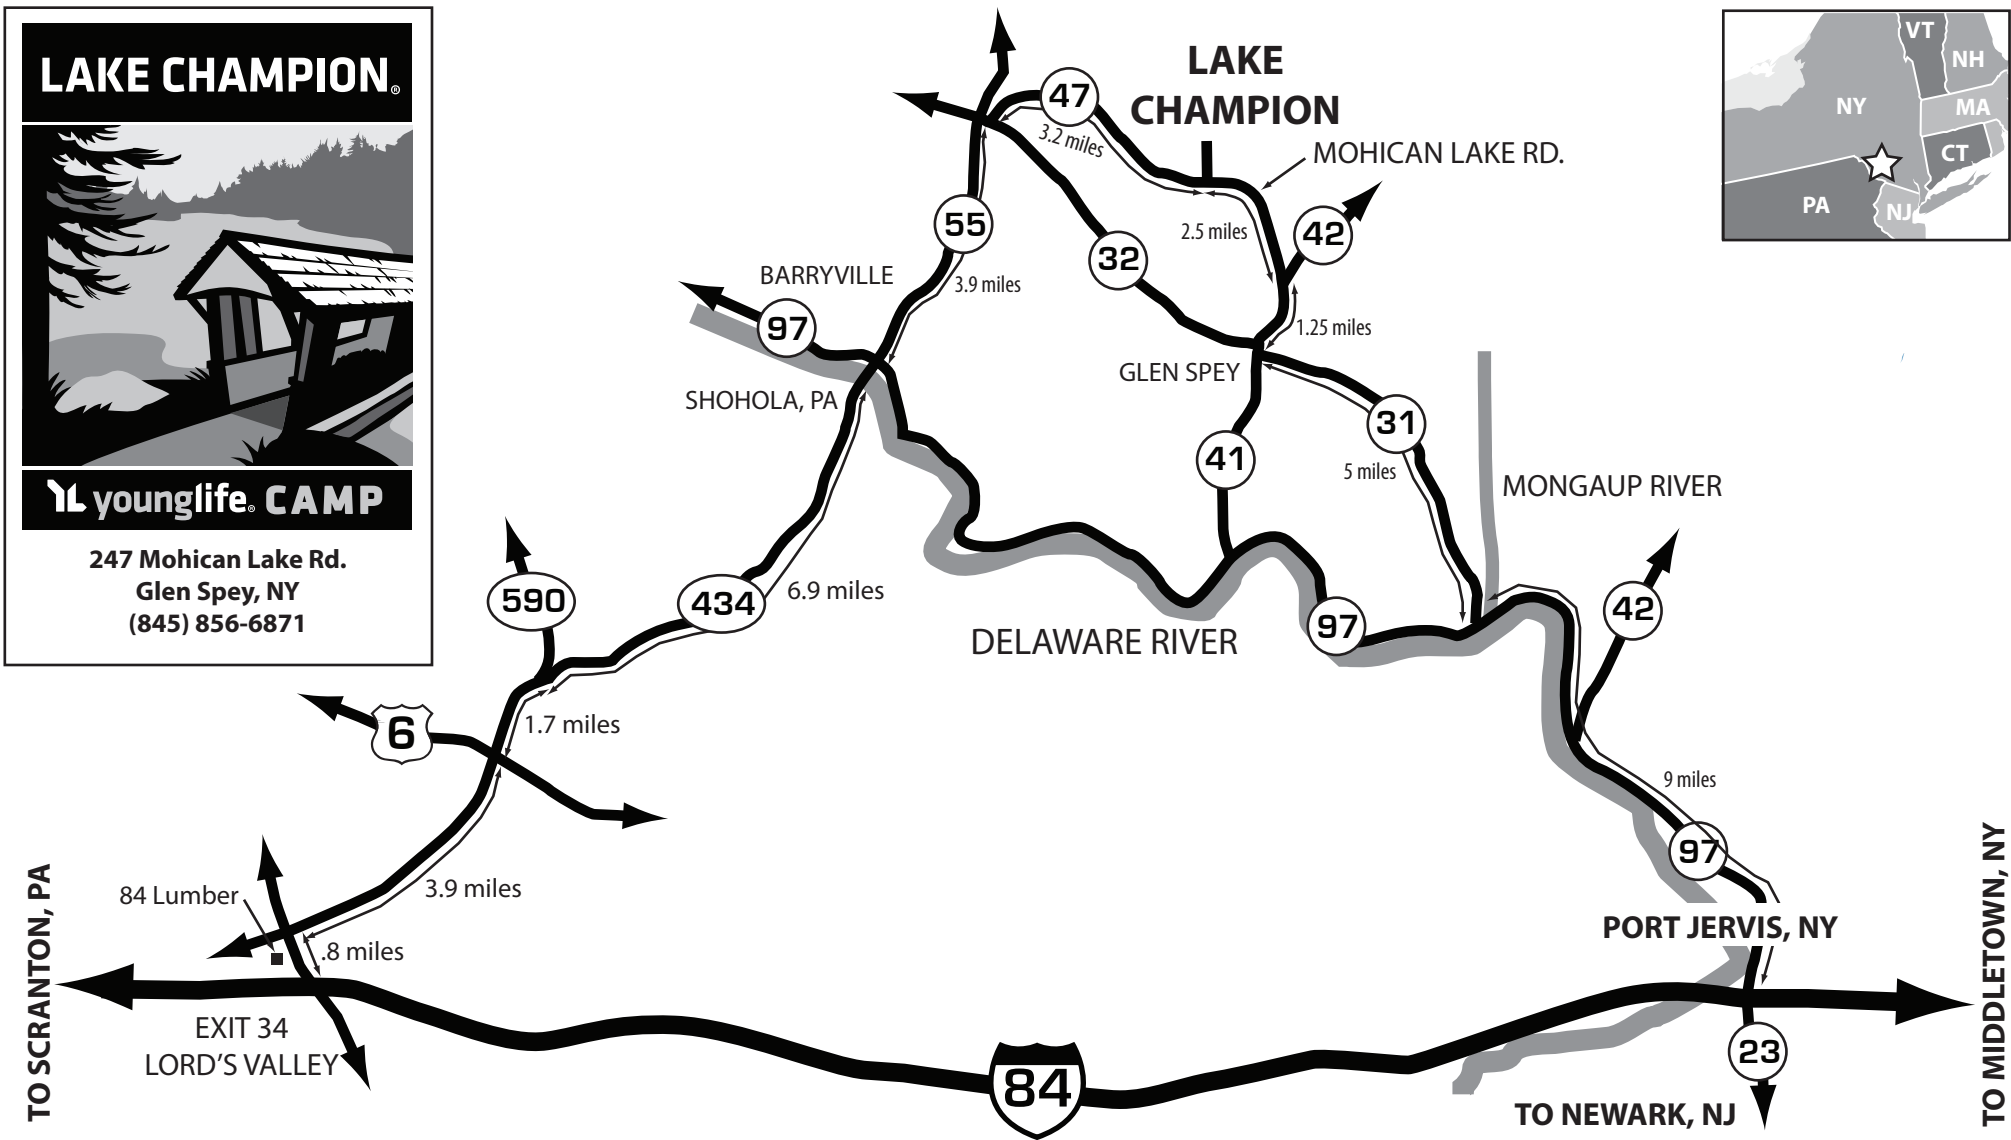 LAKE CHAMPION®
younglife® CAMP
247 Mohican Lake Rd.
Glen Spey, NY
(845) 856-6871
LAKE
CHAMPION
47
3.2 miles
MOHICAN LAKE RD.
55
2.5 miles
42
32
BARRYVILLE
3.9 miles
97
1.25 miles
GLEN SPEY
SHOHOLA, PA
31
41
5 miles
MONGAUP RIVER
590
434
6.9 miles
DELAWARE RIVER
97
42
6
1.7 miles
9 miles
97
84 Lumber
3.9 miles
.8 miles
PORT JERVIS, NY
TO SCRANTON, PA
EXIT 34
LORD'S VALLEY
84
23
TO NEWARK, NJ
TO MIDDLETOWN, NY
VT
NH
NY
MA
CT
PA
NJ